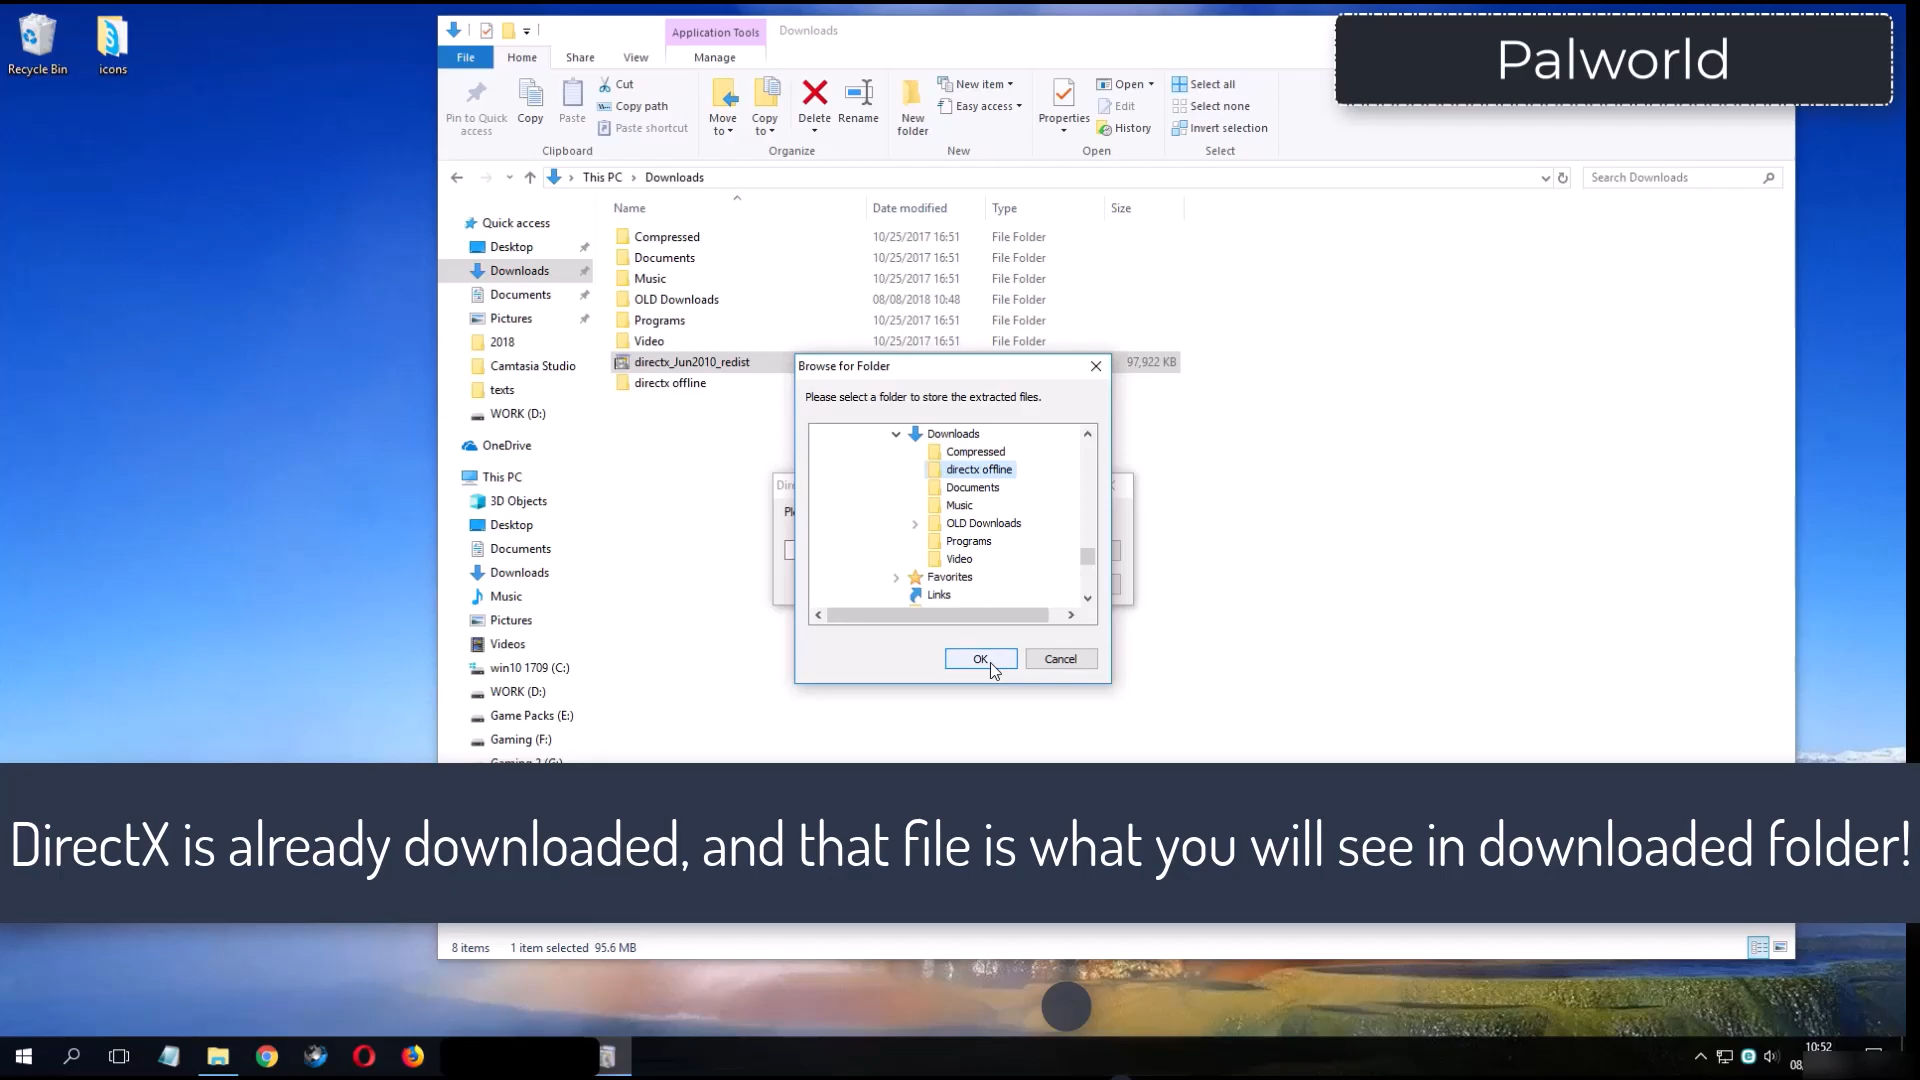 Recycle Bin
icons
Application Tools
Downloads
File
Home
Share
View
Manage
Palworld
Pin to Quick
access
Copy
Paste
Cut
Copy path
Paste shortcut
Clipboard
Move
to
Copy
to
Delete
Rename
Organize
New
folder
New item
Easy access
New
Properties
Open
Edit
History
Open
Select all
Select none
Invert selection
Select
This PC
Downloads
Search Downloads
Name
Date modified
Type
Size
Quick access
Desktop
Downloads
Documents
Pictures
2018
Camtasia Studio
texts
WORK (D:)
OneDrive
This PC
3D Objects
Desktop
Documents
Downloads
Music
Pictures
Videos
win10 1709 (C:)
WORK (D:)
Game Packs (E:)
Gaming (F:)
Compressed 10/25/2017 16:51 File Folder
Documents 10/25/2017 16:51 File Folder
Music 10/25/2017 16:51 File Folder
OLD Downloads 08/08/2018 10:48 File Folder
Programs 10/25/2017 16:51 File Folder
Video 10/25/2017 16:51 File Folder
directx_Jun2010_redist 97,922 KB
directx offline
Browse for Folder
Please select a folder to store the extracted files.
Downloads
Compressed
directx offline
Documents
Music
OLD Downloads
Programs
Video
Favorites
Links
OK
Cancel
DirectX is already downloaded, and that file is what you will see in downloaded folder!
8 items 1 item selected 95.6 MB
10:52